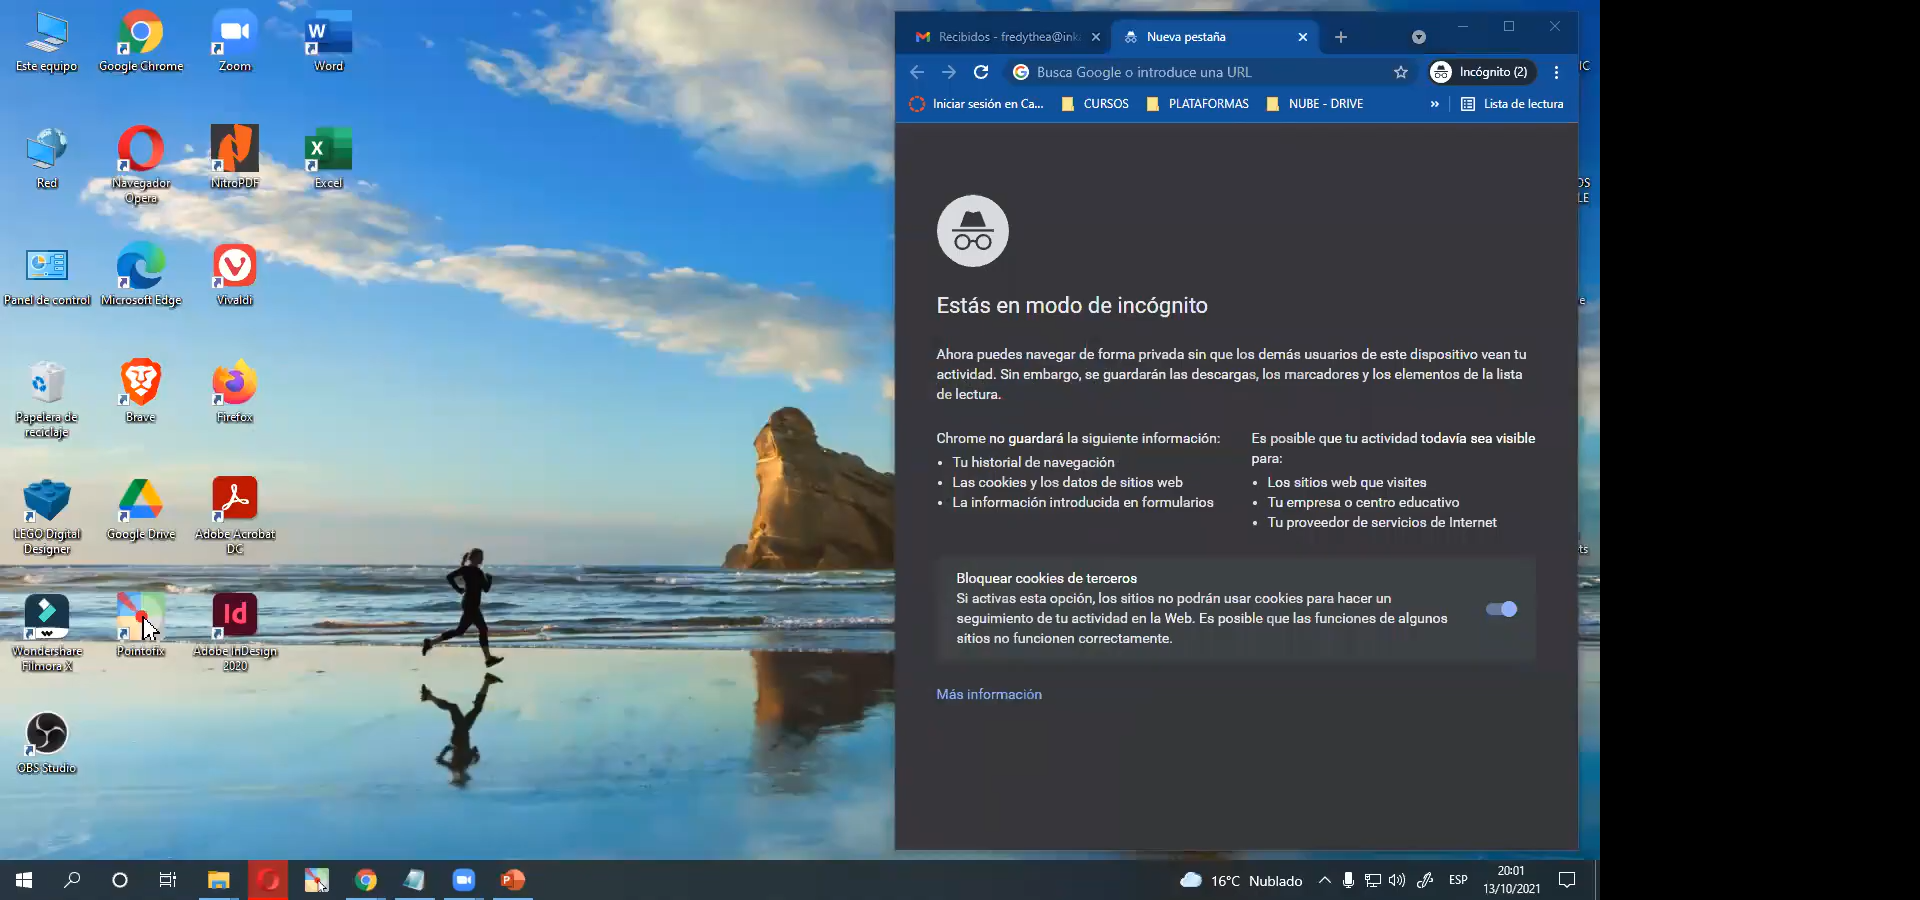 Este equipo
Google Chrome
Zoom
Word
Red
Navegador
Opera
NitroPDF
Excel
Panel de control
Microsoft Edge
Vivaldi
Papelera de
reciclaje
Brave
Firefox
LEGO Digital
Designer
Google Drive
Adobe Acrobat
DC
Wondershare
Filmora X
Pointofix
Adobe InDesign
2020
OBS Studio
Recibidos - fredythea@ink
Nueva pestaña
Busca Google o introduce una URL
Incógnito (2)
Iniciar sesión en Ca...
CURSOS
PLATAFORMAS
NUBE - DRIVE
»
Lista de lectura
Estás en modo de incógnito
Ahora puedes navegar de forma privada sin que los demás usuarios de este dispositivo vean tu
actividad. Sin embargo, se guardarán las descargas, los marcadores y los elementos de la lista
de lectura.
Chrome no guardará la siguiente información:
• Tu historial de navegación
• Las cookies y los datos de sitios web
• La información introducida en formularios
Es posible que tu actividad todavía sea visible
para:
• Los sitios web que visites
• Tu empresa o centro educativo
• Tu proveedor de servicios de Internet
Bloquear cookies de terceros
Si activas esta opción, los sitios no podrán usar cookies para hacer un
seguimiento de tu actividad en la Web. Es posible que las funciones de algunos
sitios no funcionen correctamente.
Más información
16°C Nublado
ESP
20:01
13/10/2021